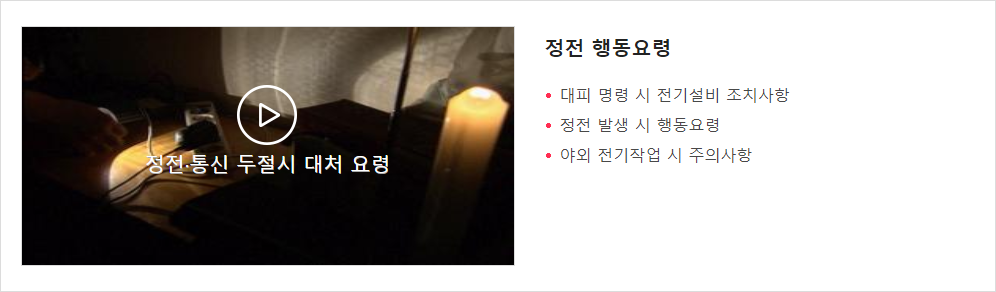 정전·통신 두절시 대처 요령
정전 행동요령
대피 명령 시 전기설비 조치사항
정전 발생 시 행동요령
야외 전기작업 시 주의사항